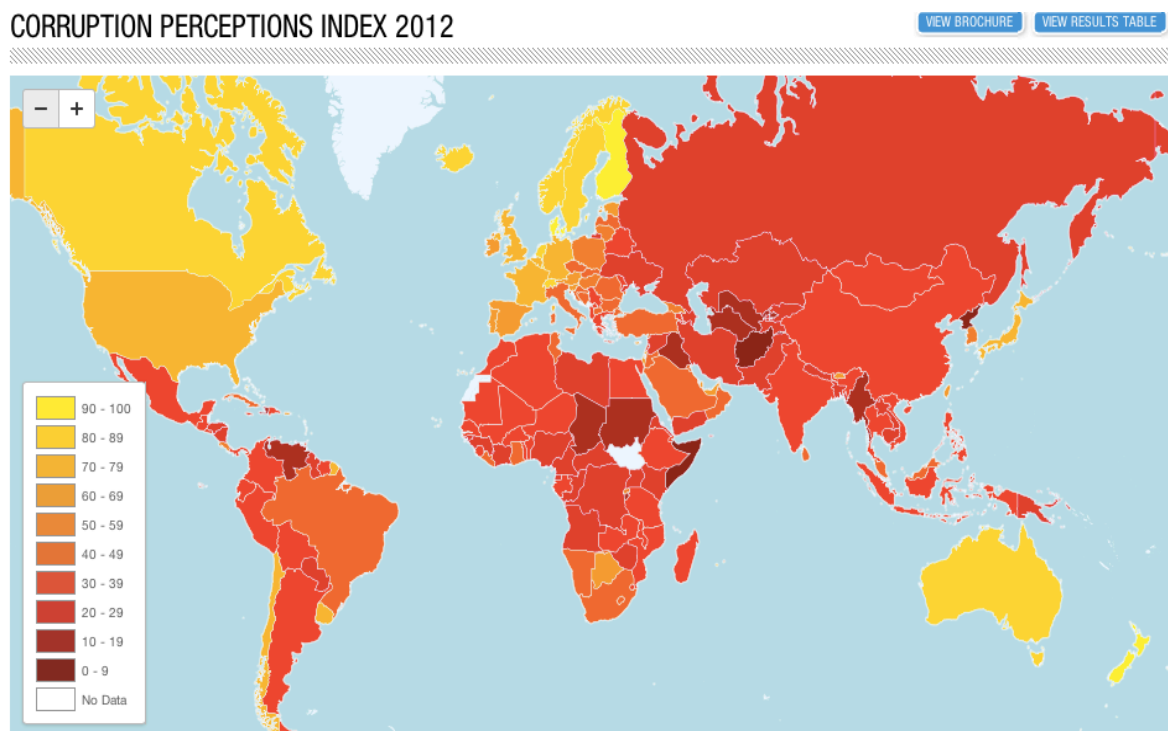 CORRUPTION PERCEPTIONS INDEX 2012
VIEW BROCHURE
VIEW RESULTS TABLE
− +
90 - 100
80 - 89
70 - 79
60 - 69
50 - 59
40 - 49
30 - 39
20 - 29
10 - 19
0 - 9
No Data